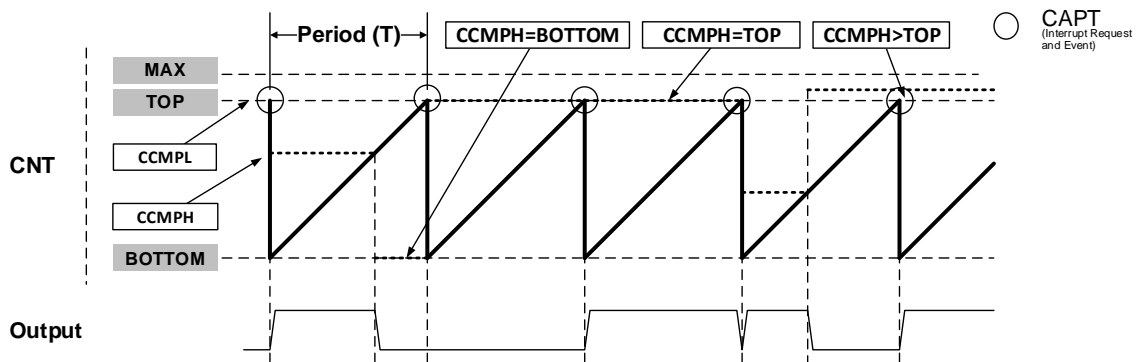 Period (T)
CCMPH=BOTTOM
CCMPH=TOP
CCMPH>TOP
CAPT
(Interrupt Request
and Event)
MAX
TOP
CCMPL
CNT
CCMPH
BOTTOM
Output